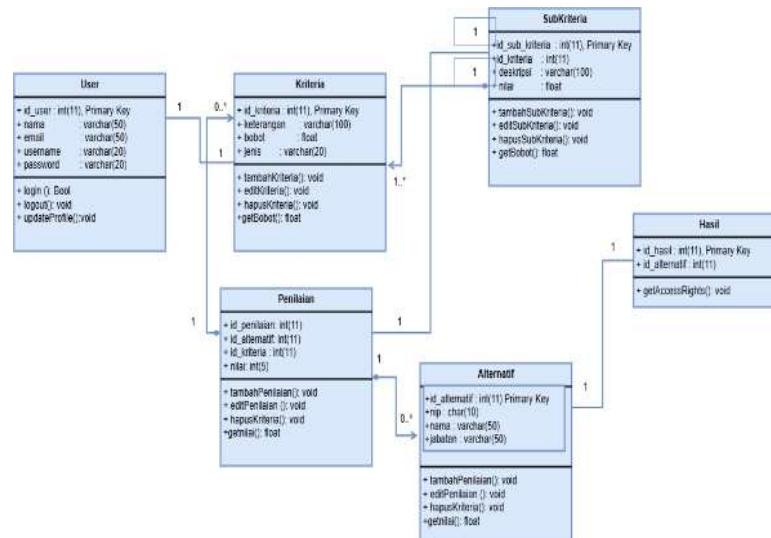 User
+ id_user : int(11), Primary Key
+ nama : varchar(50)
+ email varchar(50)
+ username : varchar(20)
+ password : varchar(20)
+ login (): Bool
+ logout(): void
+ updateProfile():void
1
0..*
1
Kriteria
+ id_kriteria : int(11), Primary Key
+ keterangan : varchar(100)
+ bobot : float
+ jenis : varchar(20)
+ tambahKriteria(): void
+ editKriteria(): void
+ hapusKriteria(): void
+getBobot(): float
1..*
1
1
SubKriteria
+id_sub_kriteria : int(11), Primary Key
+ id_kriteria : int(11)
+ deskripsi : varchar(100)
+ nilai : float
+ tambahSubKriteria(): void
+ editSubKriteria(): void
+ hapusSubKriteria(): void
+ getBobot(): float
Hasil
+ id_hasil : int(11), Primary Key
+ id_alternatif : int(11)
+ getAccessRights(): void
1
1
Penilaian
+ id_penilaian: int(11)
+ id_alternatif: int(11)
+ id_kriteria : int(11)
+ nilai: int(5)
+ tambahPenilaian(): void
+ editPenilaian (): void
+ hapusKriteria(): void
+getnilai(): float
1
1
1
0..*
Alternatif
+id_alternatif : int(11) Primary Key
+nip : char(10)
+nama : varchar(50)
+jabatan : varchar(50)
+ tambahPenilaian(): void
+ editPenilaian (): void
+ hapusKriteria(): void
+getnilai(): float